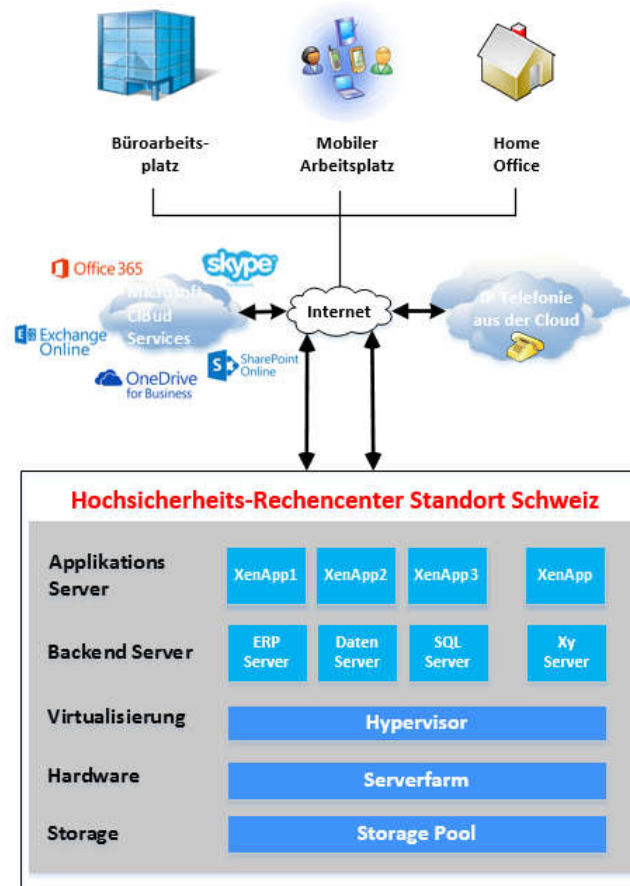 Büroarbeits-
platz
Mobiler
Arbeitsplatz
Home
Office
Office 365
skype
for Business
Microsoft
Cloud
Services
Exchange
Online
OneDrive
for Business
SharePoint
Online
Internet
IP Telefonie
aus der Cloud
Hochsicherheits-Rechencenter Standort Schweiz
Applikations
Server
XenApp1
XenApp2
XenApp3
XenApp
Backend Server
ERP
Server
Daten
Server
SQL
Server
Xy
Server
Virtualisierung
Hypervisor
Hardware
Serverfarm
Storage
Storage Pool